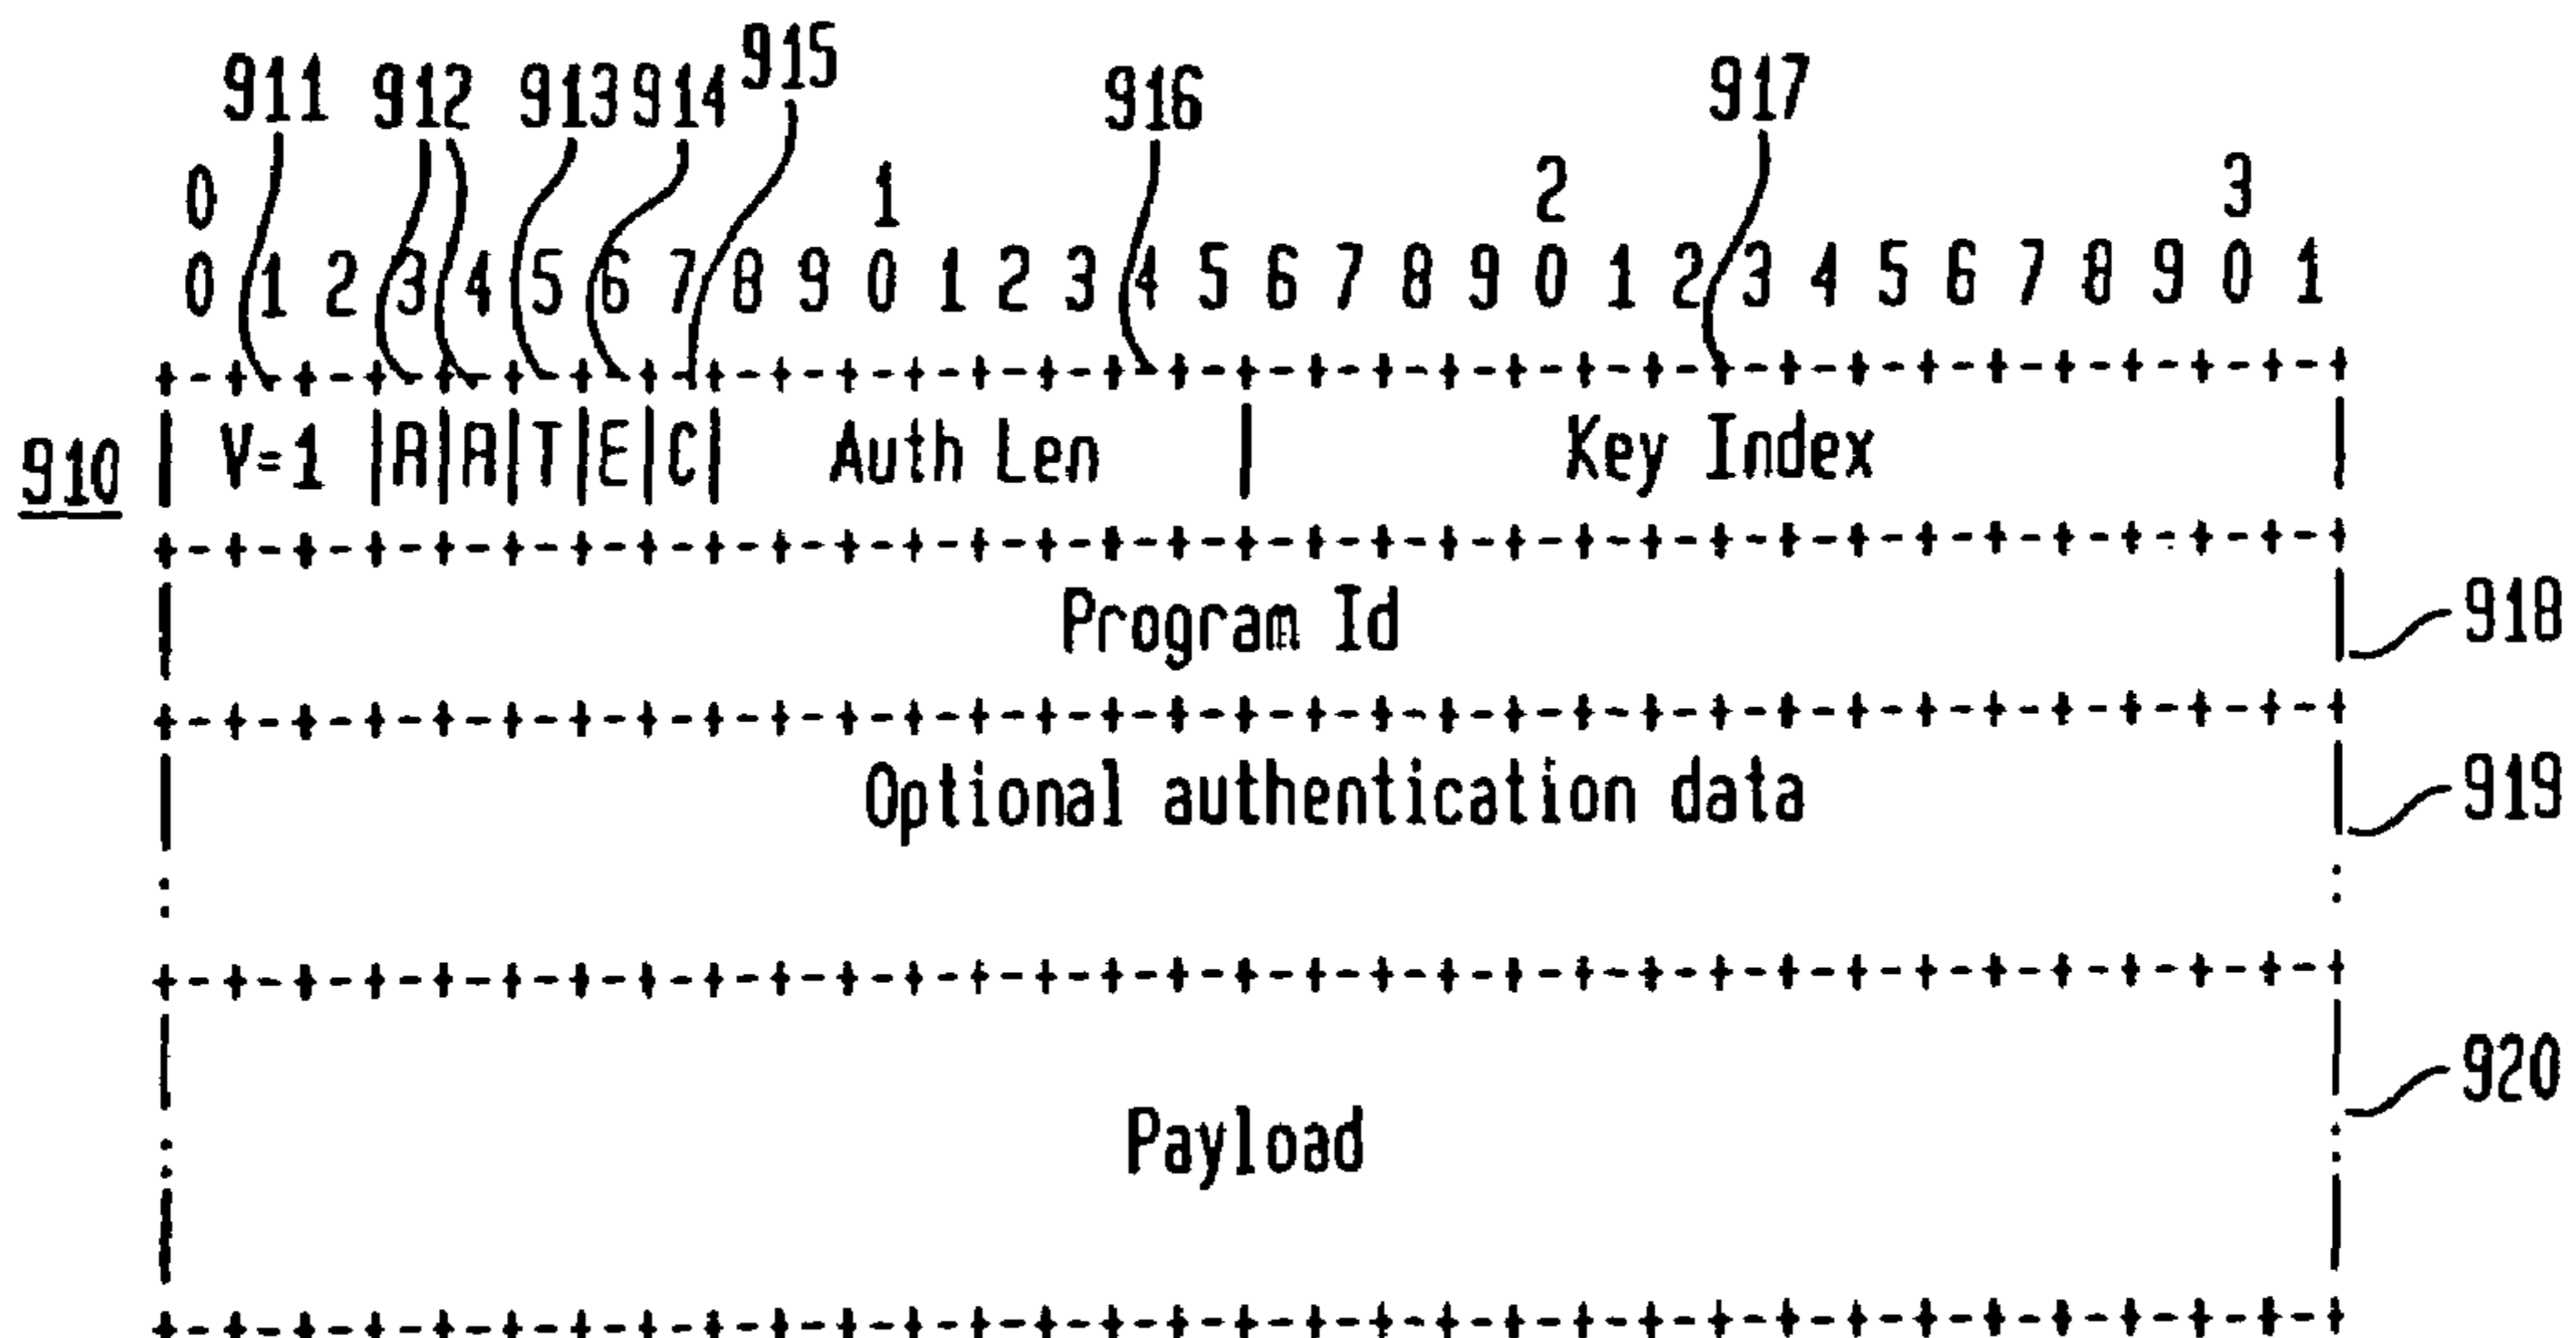 911 912 913 914 915 916 917
0 1 2 3
0 1 2 3 4 5 6 7 8 9 0 1 2 3 4 5 6 7 8 9 0 1 2 3 4 5 6 7 8 9 0 1
+-+-+-+-+-+-+-+-+-+-+-+-+-+-+-+-+-+-+-+-+-+-+-+-+-+-+-+-+-+-+-+-+
910 | V=1 |A|A|T|E|C| Auth Len | Key Index |
+-+-+-+-+-+-+-+-+-+-+-+-+-+-+-+-+-+-+-+-+-+-+-+-+-+-+-+-+-+-+-+-+
| Program Id | 918
+-+-+-+-+-+-+-+-+-+-+-+-+-+-+-+-+-+-+-+-+-+-+-+-+-+-+-+-+-+-+-+-+
| Optional authentication data | 919
: :
+-+-+-+-+-+-+-+-+-+-+-+-+-+-+-+-+-+-+-+-+-+-+-+-+-+-+-+-+-+-+-+-+
| | 920
: Payload :
| |
+-+-+-+-+-+-+-+-+-+-+-+-+-+-+-+-+-+-+-+-+-+-+-+-+-+-+-+-+-+-+-+-+